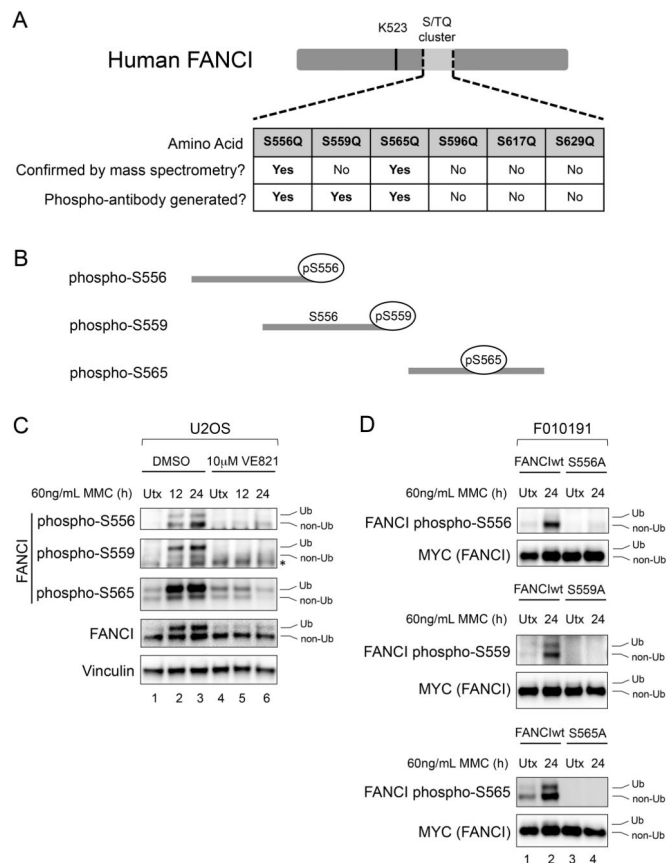 A
Human FANCI
K523
S/TQ
cluster
Amino Acid S556Q S559Q S565Q S596Q S617Q S629Q
Confirmed by mass spectrometry? Yes No Yes No No No
Phospho-antibody generated? Yes Yes Yes No No No
B
phospho-S556 pS556
phospho-S559 S556 pS559
phospho-S565 pS565
C
U2OS
DMSO 10µM VE821
60ng/mL MMC (h) Utx 12 24 Utx 12 24
FANCI
phospho-S556 Ub
non-Ub
phospho-S559 Ub
non-Ub
*
phospho-S565 Ub
non-Ub
FANCI Ub
non-Ub
Vinculin
1 2 3 4 5 6
D
F010191
FANCIwt S556A
60ng/mL MMC (h) Utx 24 Utx 24
FANCI phospho-S556 Ub
non-Ub
MYC (FANCI) Ub
non-Ub
FANCIwt S559A
60ng/mL MMC (h) Utx 24 Utx 24
FANCI phospho-S559 Ub
non-Ub
MYC (FANCI) Ub
non-Ub
FANCIwt S565A
60ng/mL MMC (h) Utx 24 Utx 24
FANCI phospho-S565 Ub
non-Ub
MYC (FANCI) Ub
non-Ub
1 2 3 4